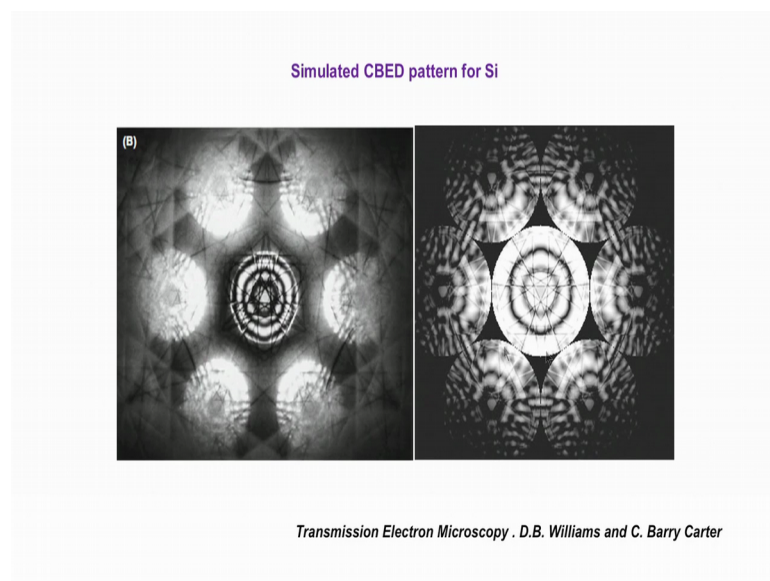 Simulated CBED pattern for Si
(B)
Transmission Electron Microscopy . D.B. Williams and C. Barry Carter